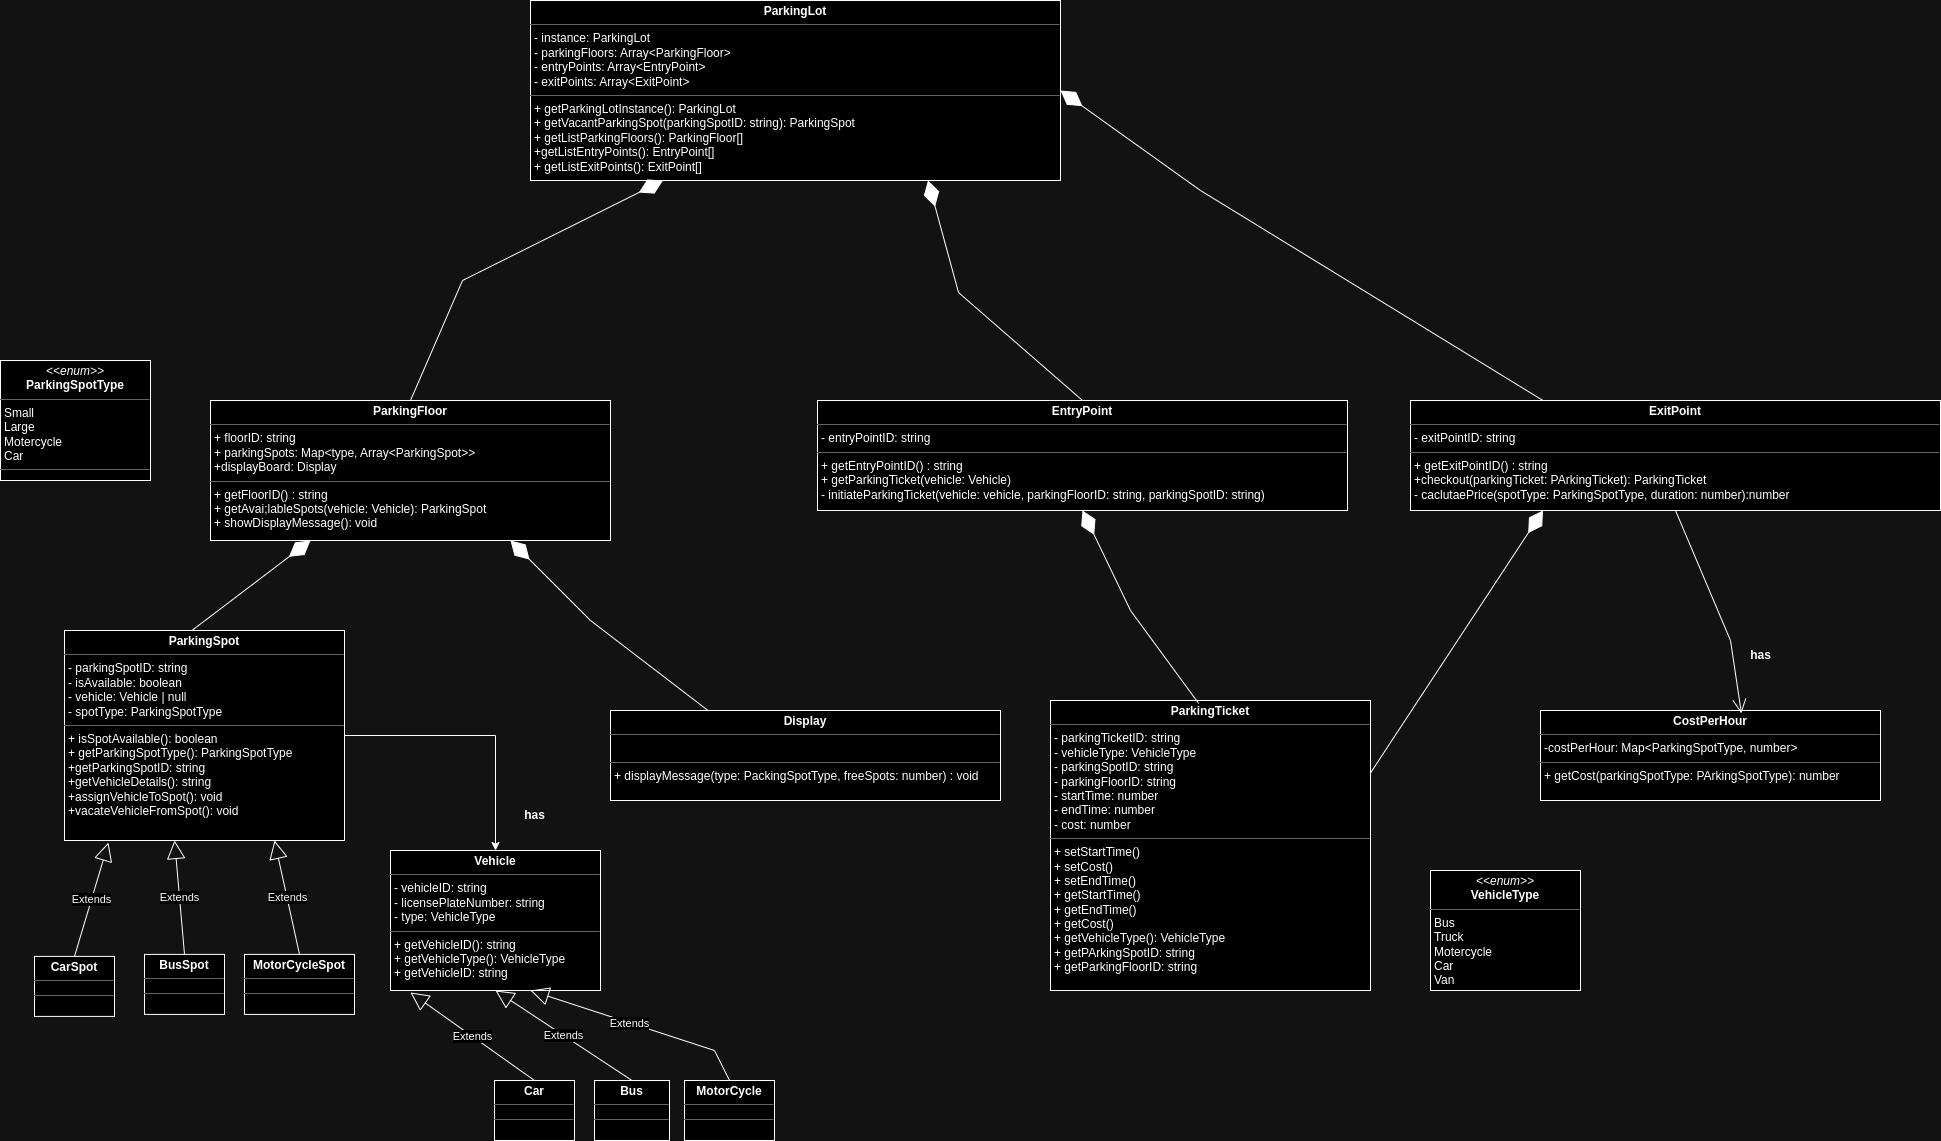 ParkingLot
- instance: ParkingLot
- parkingFloors: Array<ParkingFloor>
- entryPoints: Array<EntryPoint>
- exitPoints: Array<ExitPoint>
+ getParkingLotInstance(): ParkingLot
+ getVacantParkingSpot(parkingSpotID: string): ParkingSpot
+ getListParkingFloors(): ParkingFloor[]
+getListEntryPoints(): EntryPoint[]
+ getListExitPoints(): ExitPoint[]
<<enum>>
ParkingSpotType
Small
Large
Motercycle
Car
ParkingFloor
+ floorID: string
+ parkingSpots: Map<type, Array<ParkingSpot>>
+displayBoard: Display
+ getFloorID() : string
+ getAvai;lableSpots(vehicle: Vehicle): ParkingSpot
+ showDisplayMessage(): void
EntryPoint
- entryPointID: string
+ getEntryPointID() : string
+ getParkingTicket(vehicle: Vehicle)
- initiateParkingTicket(vehicle: vehicle, parkingFloorID: string, parkingSpotID: string)
ExitPoint
- exitPointID: string
+ getExitPointID() : string
+checkout(parkingTicket: PArkingTicket): ParkingTicket
- caclutaePrice(spotType: ParkingSpotType, duration: number):number
ParkingSpot
- parkingSpotID: string
- isAvailable: boolean
- vehicle: Vehicle | null
- spotType: ParkingSpotType
+ isSpotAvailable(): boolean
+ getParkingSpotType(): ParkingSpotType
+getParkingSpotID: string
+getVehicleDetails(): string
+assignVehicleToSpot(): void
+vacateVehicleFromSpot(): void
has
Display
+ displayMessage(type: PackingSpotType, freeSpots: number) : void
ParkingTicket
- parkingTicketID: string
- vehicleType: VehicleType
- parkingSpotID: string
- parkingFloorID: string
- startTime: number
- endTime: number
- cost: number
+ setStartTime()
+ setCost()
+ setEndTime()
+ getStartTime()
+ getEndTime()
+ getCost()
+ getVehicleType(): VehicleType
+ getPArkingSpotID: string
+ getParkingFloorID: string
has
CostPerHour
-costPerHour: Map<ParkingSpotType, number>
+ getCost(parkingSpotType: PArkingSpotType): number
<<enum>>
VehicleType
Bus
Truck
Motercycle
Car
Van
Vehicle
- vehicleID: string
- licensePlateNumber: string
- type: VehicleType
+ getVehicleID(): string
+ getVehicleType(): VehicleType
+ getVehicleID: string
Extends
Extends
Extends
CarSpot
BusSpot
MotorCycleSpot
Extends
Extends
Extends
Car
Bus
MotorCycle